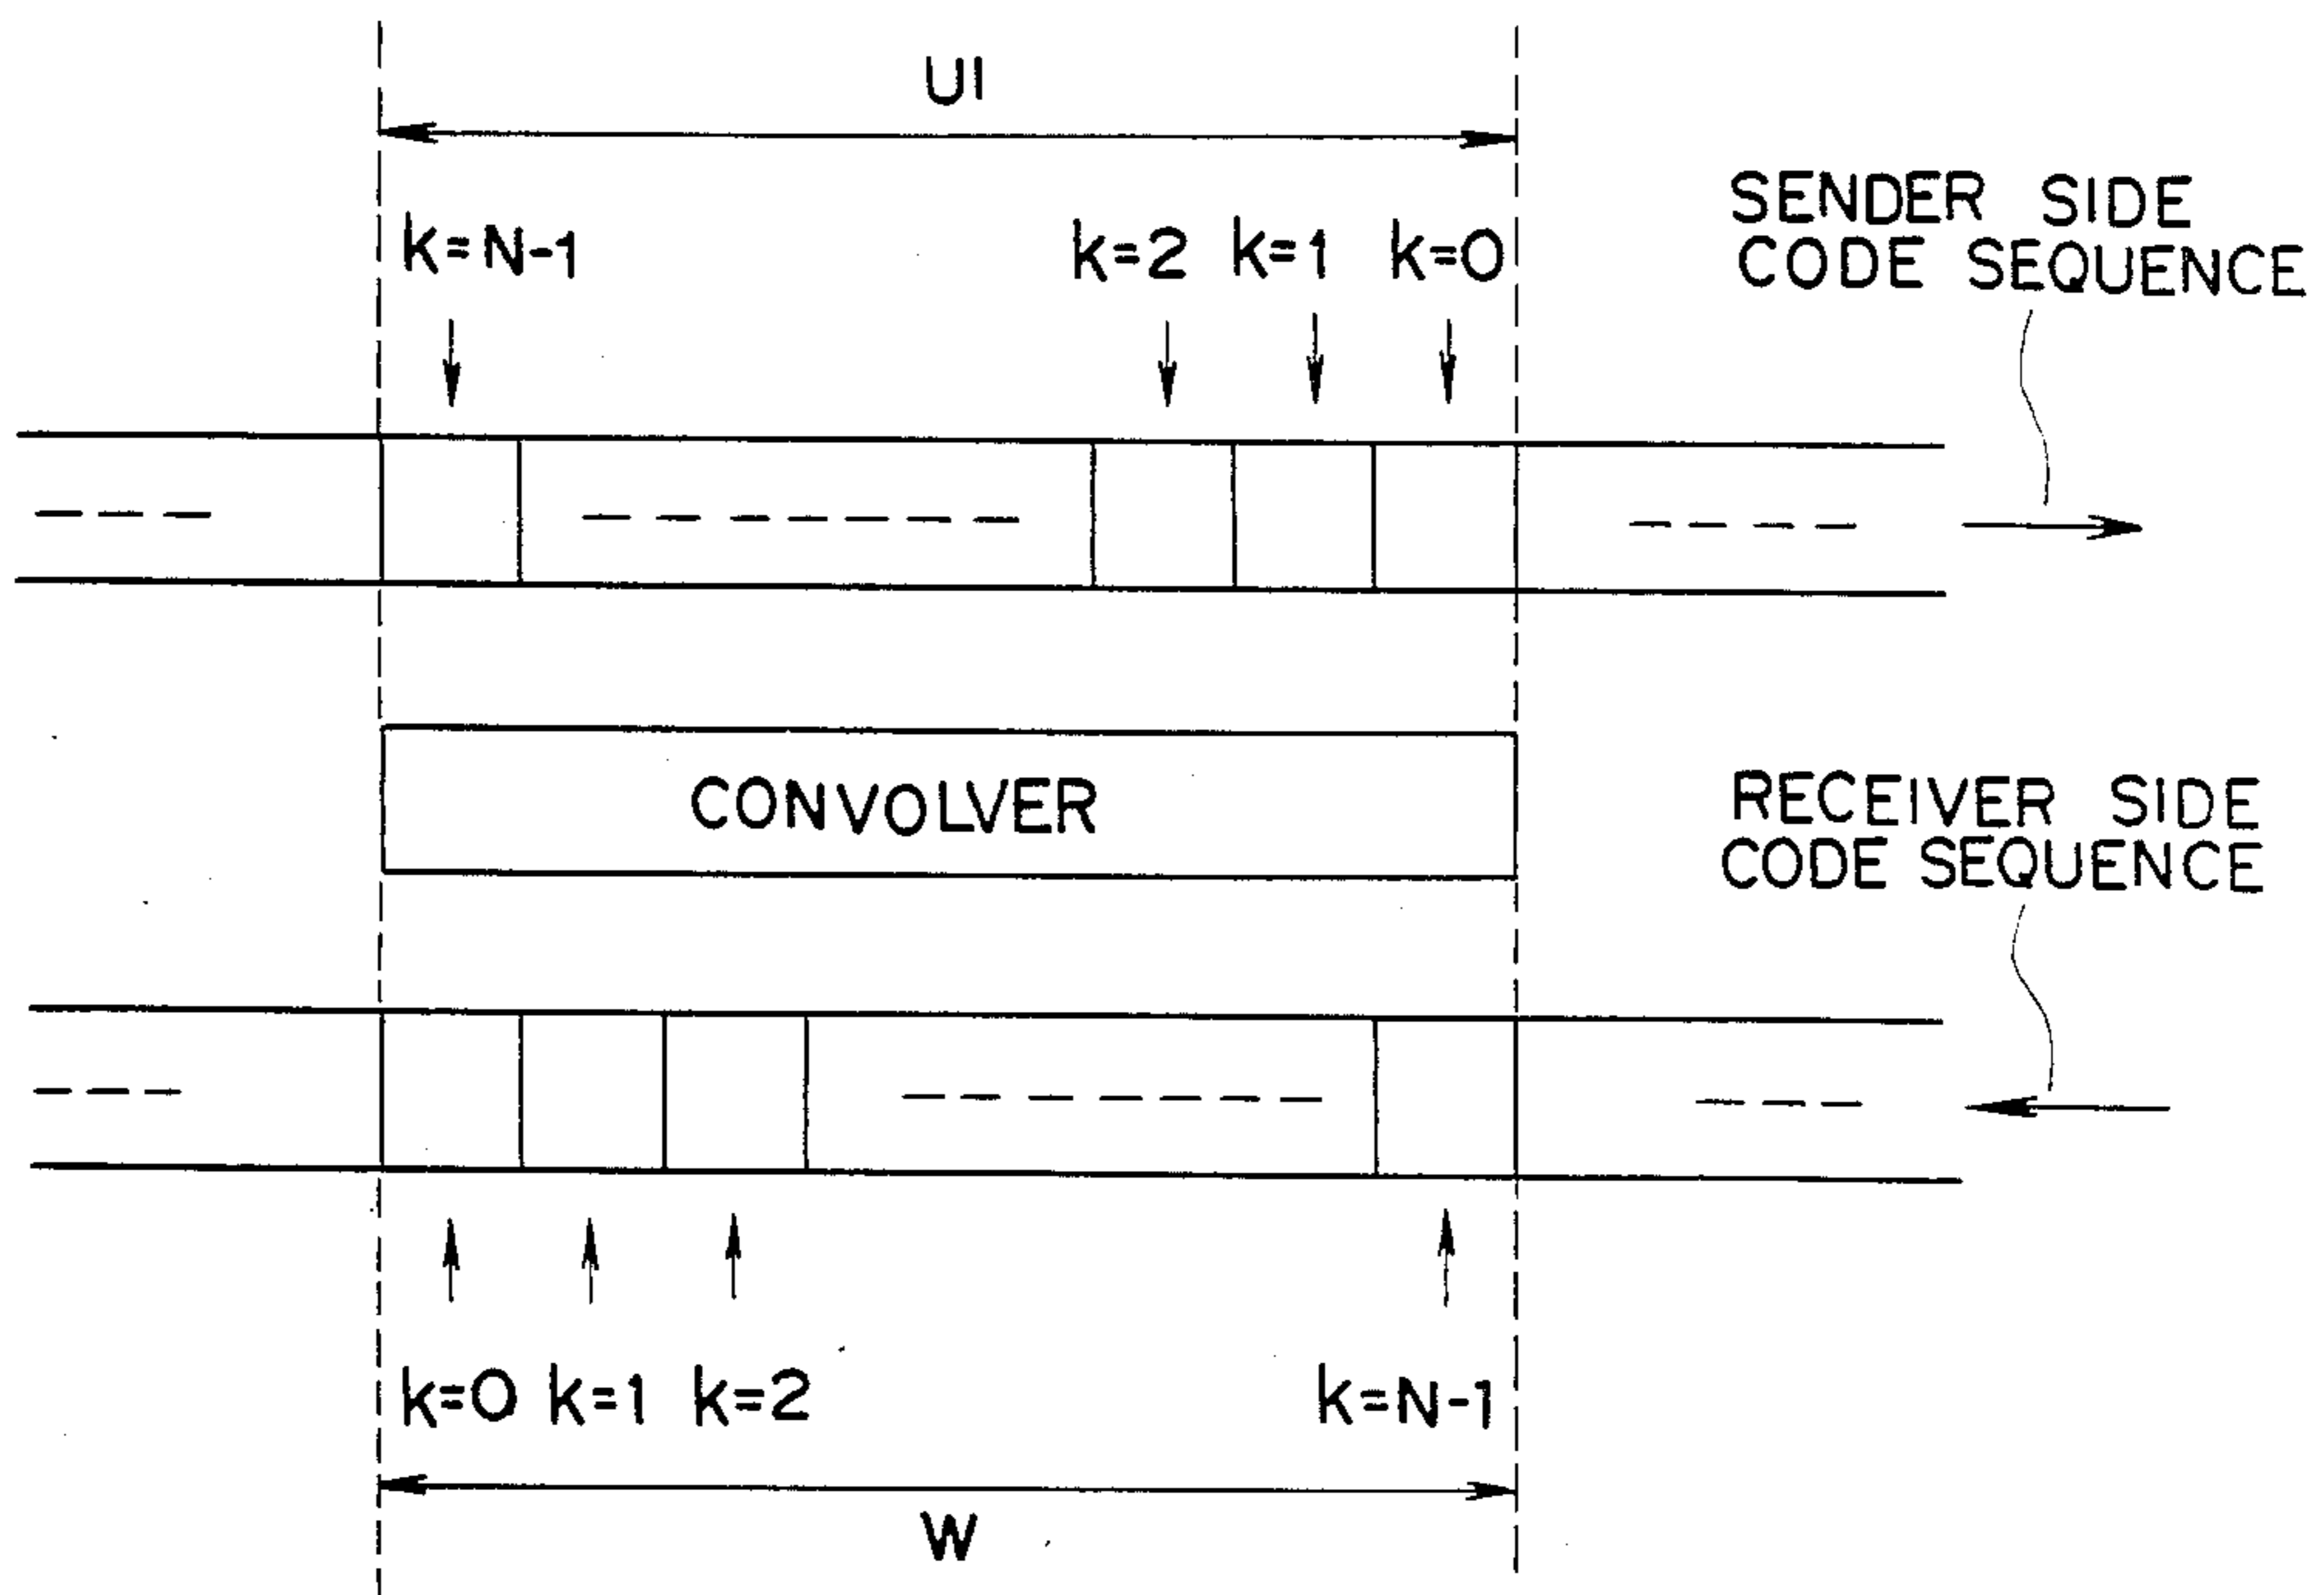 UI
k=N-1 k=2 k=1 k=0
SENDER SIDE
CODE SEQUENCE
CONVOLVER
RECEIVER SIDE
CODE SEQUENCE
k=0 k=1 k=2 k=N-1
W